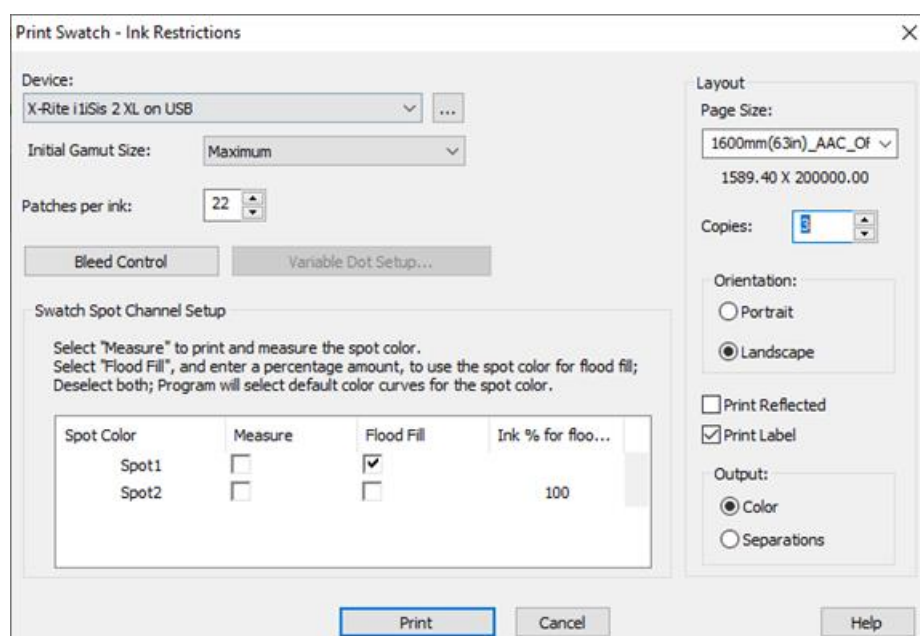 Print Swatch - Ink Restrictions
Device:
X-Rite i1iSis 2 XL on USB
...
Initial Gamut Size:
Maximum
Patches per ink:
22
Bleed Control
Variable Dot Setup...
Swatch Spot Channel Setup
Select "Measure" to print and measure the spot color.
Select "Flood Fill", and enter a percentage amount, to use the spot color for flood fill;
Deselect both; Program will select default color curves for the spot color.
Spot Color Measure Flood Fill Ink % for floo...
Spot1
Spot2 100
Layout
Page Size:
1600mm(63in)_AAC_OF
1589.40 X 200000.00
Copies:
3
Orientation:
Portrait
Landscape
Print Reflected
Print Label
Output:
Color
Separations
Print
Cancel
Help